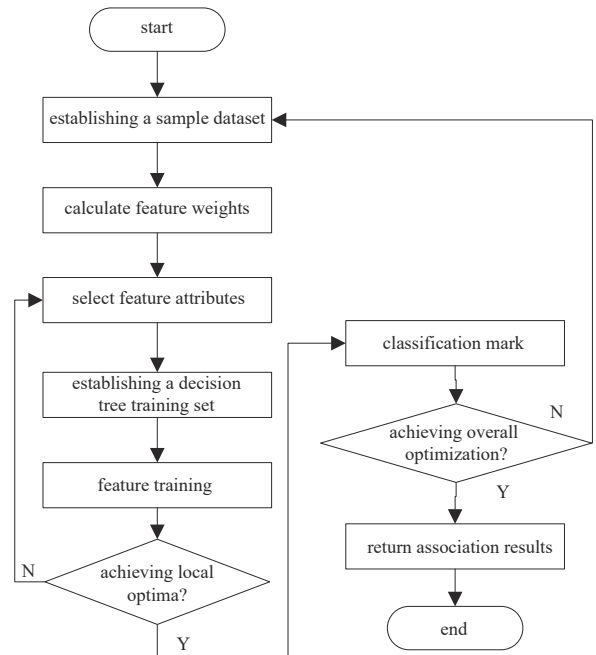 start
establishing a sample dataset
calculate feature weights
select feature attributes
establishing a decision
tree training set
feature training
achieving local
optima?
N
Y
classification mark
achieving overall
optimization?
N
Y
return association results
end